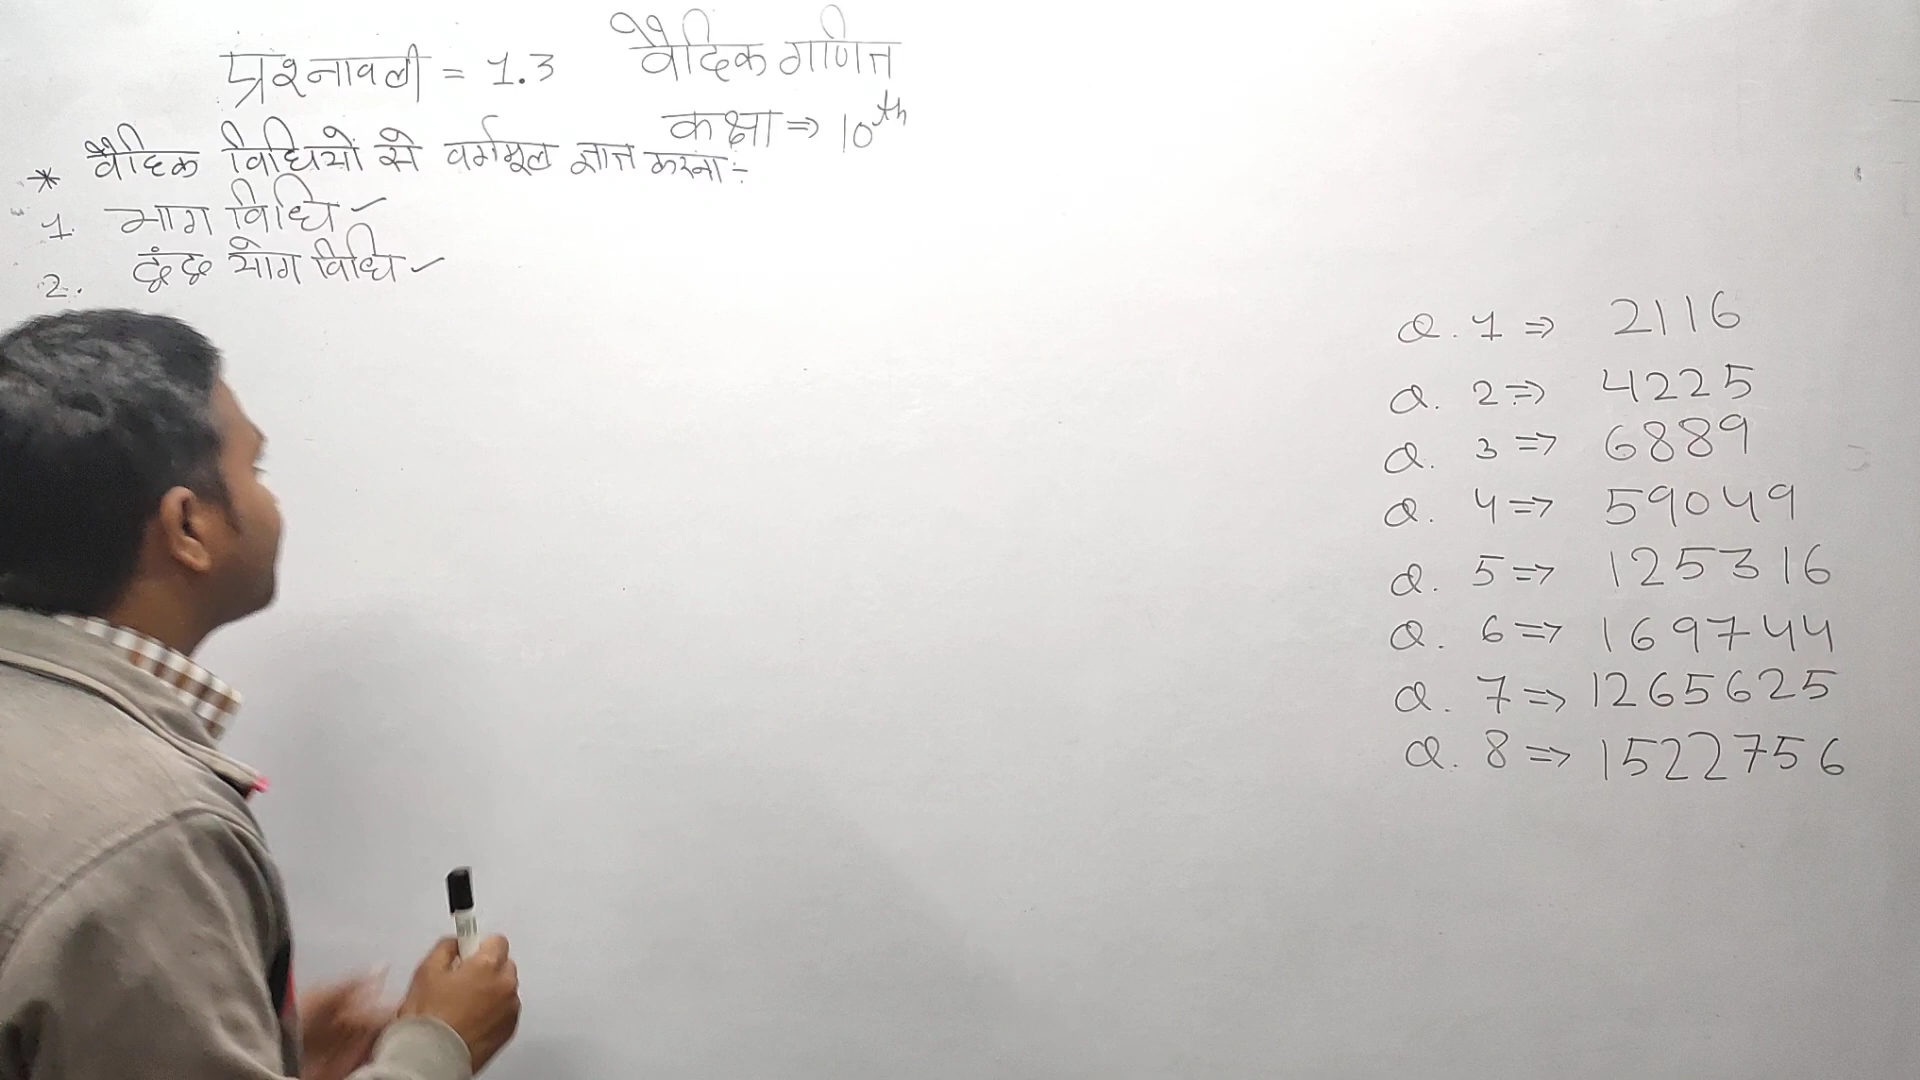 प्रश्नावली = 1.3 वैदिक गणित
कक्षा ⇒ 10th
* वैदिक विधियों से वर्गमूल ज्ञात करना :-
1. भाग विधि ✓
2. द्वंद्व योग विधि ✓
Q. 1 ⇒ 2116
Q. 2 ⇒ 4225
Q. 3 ⇒ 6889
Q. 4 ⇒ 59049
Q. 5 ⇒ 125316
Q. 6 ⇒ 169744
Q. 7 ⇒ 1265625
Q. 8 ⇒ 1522756